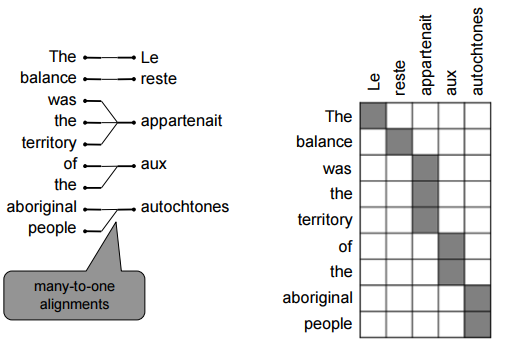 The Le
balance reste
was
the appartenait
territory
of aux
the
aboriginal autochtones
people
many-to-one
alignments
Le
reste
appartenait
aux
autochtones
The
balance
was
the
territory
of
the
aboriginal
people